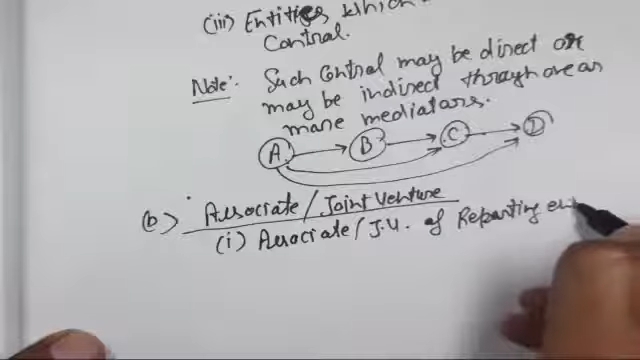 (iii) Entities which
Control.
Note: Such Control may be direct or
may be indirect through one or
more mediators.
A B C D
(b) Associate/Joint Venture
(i) Associate/J.V. of Reporting